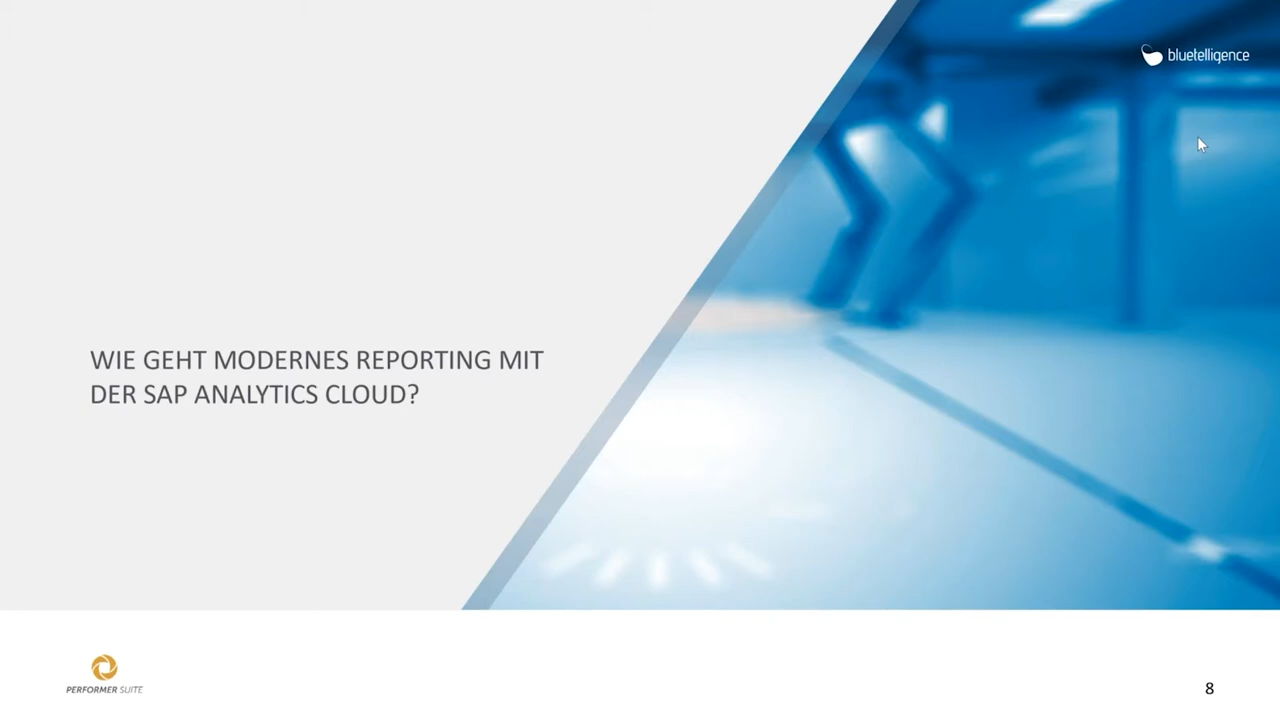 bluetelligence
WIE GEHT MODERNES REPORTING MIT
DER SAP ANALYTICS CLOUD?
PERFORMER SUITE
8